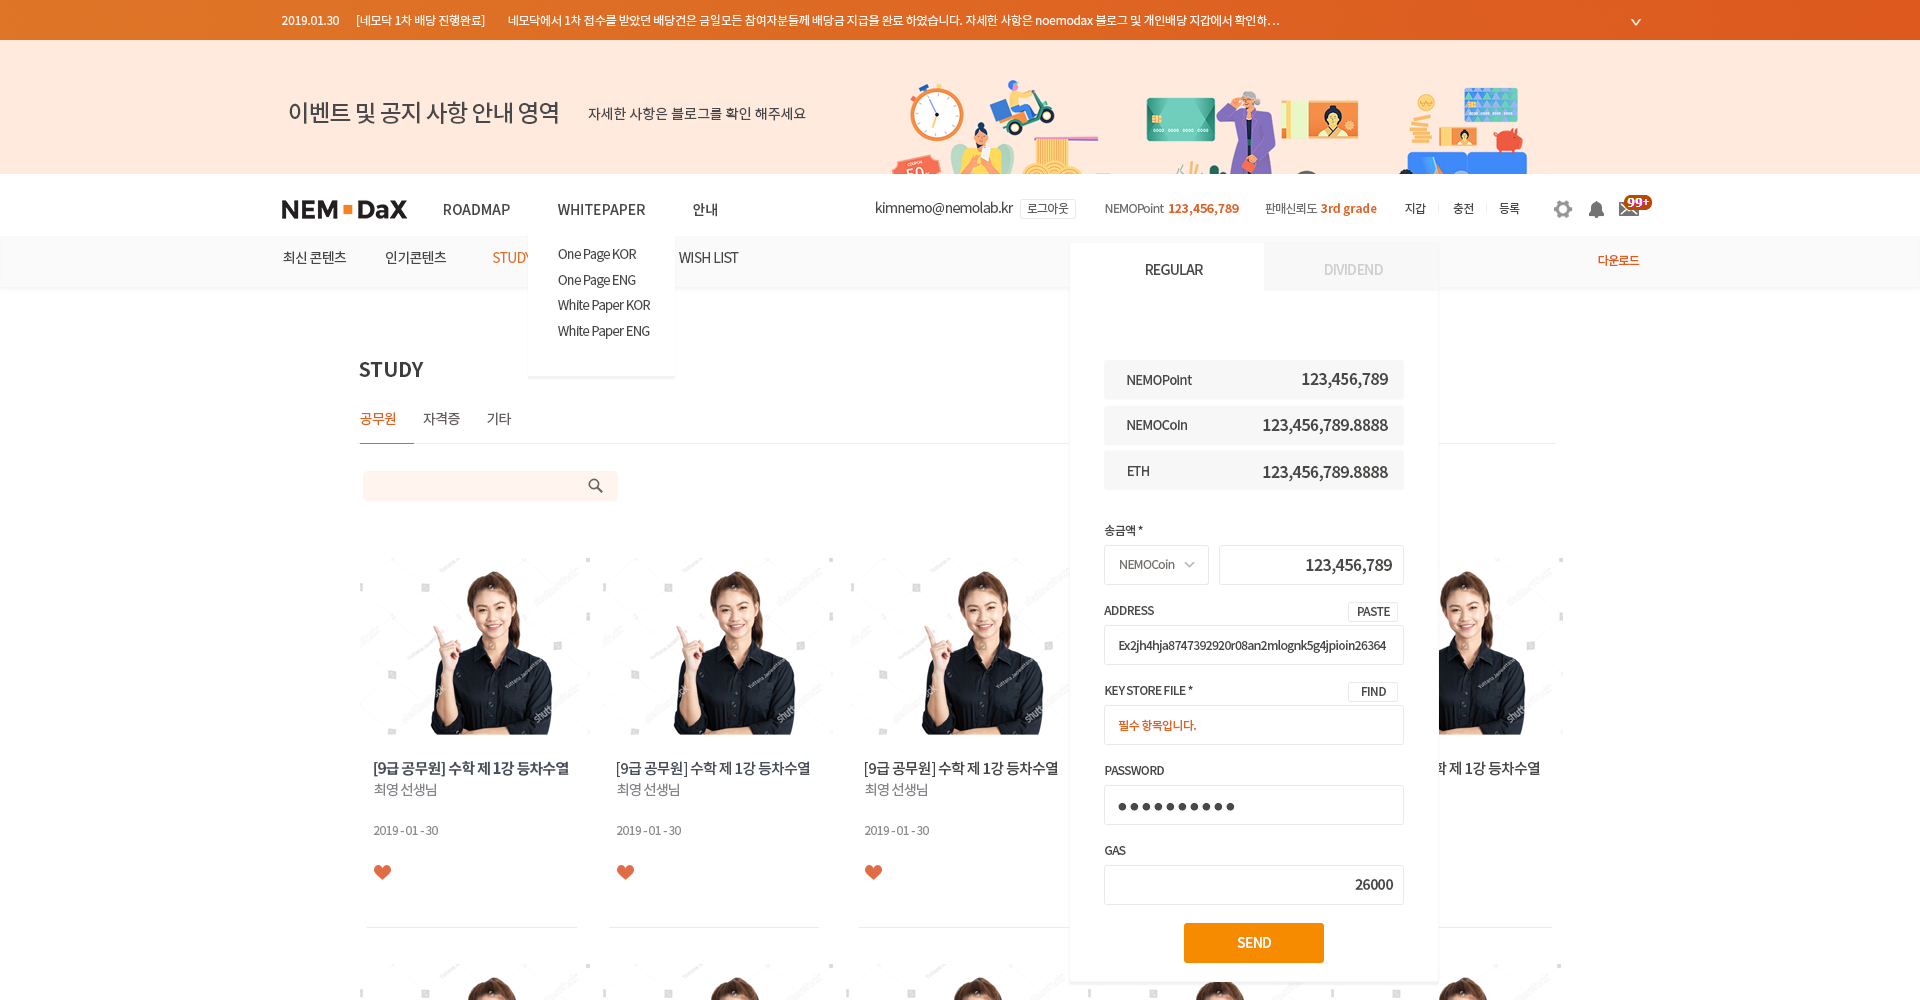 2019.01.30 [네모닥 1차 배당 진행완료] 네모닥에서 1차 접수를 받았던 배당건은 금일모든 참여자분들께 배당금 지급을 완료 하였습니다. 자세한 사항은 noemodax 블로그 및 개인배당 지갑에서 확인하...
이벤트 및 공지 사항 안내 영역 자세한 사항은 블로그를 확인 해주세요
COUPON
50
NEM DaX ROADMAP WHITEPAPER 안내 kimnemo@nemolab.kr 로그아웃 NEMOPoint 123,456,789 판매신뢰도 3rd grade 지갑 충전 등록 99+
최신 콘텐츠 인기콘텐츠 STUDY WISH LIST 다운로드
One Page KOR
One Page ENG
White Paper KOR
White Paper ENG
STUDY
공무원 자격증 기타
REGULAR DIVIDEND
NEMOPoint 123,456,789
NEMOCoin 123,456,789.8888
ETH 123,456,789.8888
송금액 *
NEMOCoin 123,456,789
ADDRESS PASTE
Ex2jh4hja8747392920r08an2mlognk5g4jpioin26364
KEY STORE FILE * FIND
필수 항목입니다.
PASSWORD
GAS
26000
SEND
[9급 공무원] 수학 제 1강 등차수열
최영 선생님
2019 - 01 - 30
[9급 공무원] 수학 제 1강 등차수열
최영 선생님
2019 - 01 - 30
[9급 공무원] 수학 제 1강 등차수열
최영 선생님
2019 - 01 - 30
학 제 1강 등차수열